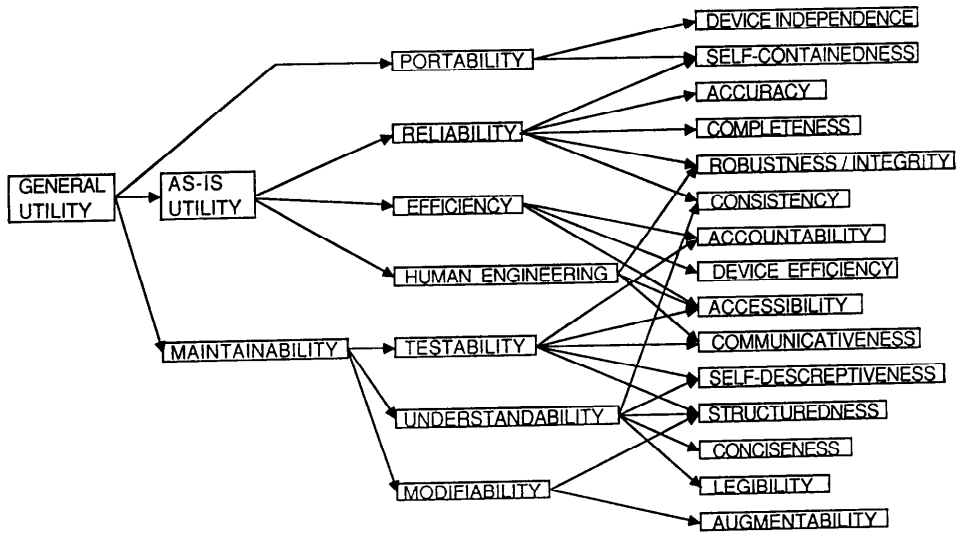 GENERAL
UTILITY
AS-IS
UTILITY
MAINTAINABILITY
PORTABILITY
RELIABILITY
EFFICIENCY
HUMAN ENGINEERING
TESTABILITY
UNDERSTANDABILITY
MODIFIABILITY
DEVICE INDEPENDENCE
SELF-CONTAINEDNESS
ACCURACY
COMPLETENESS
ROBUSTNESS / INTEGRITY
CONSISTENCY
ACCOUNTABILITY
DEVICE EFFICIENCY
ACCESSIBILITY
COMMUNICATIVENESS
SELF-DESCREPTIVENESS
STRUCTUREDNESS
CONCISENESS
LEGIBILITY
AUGMENTABILITY